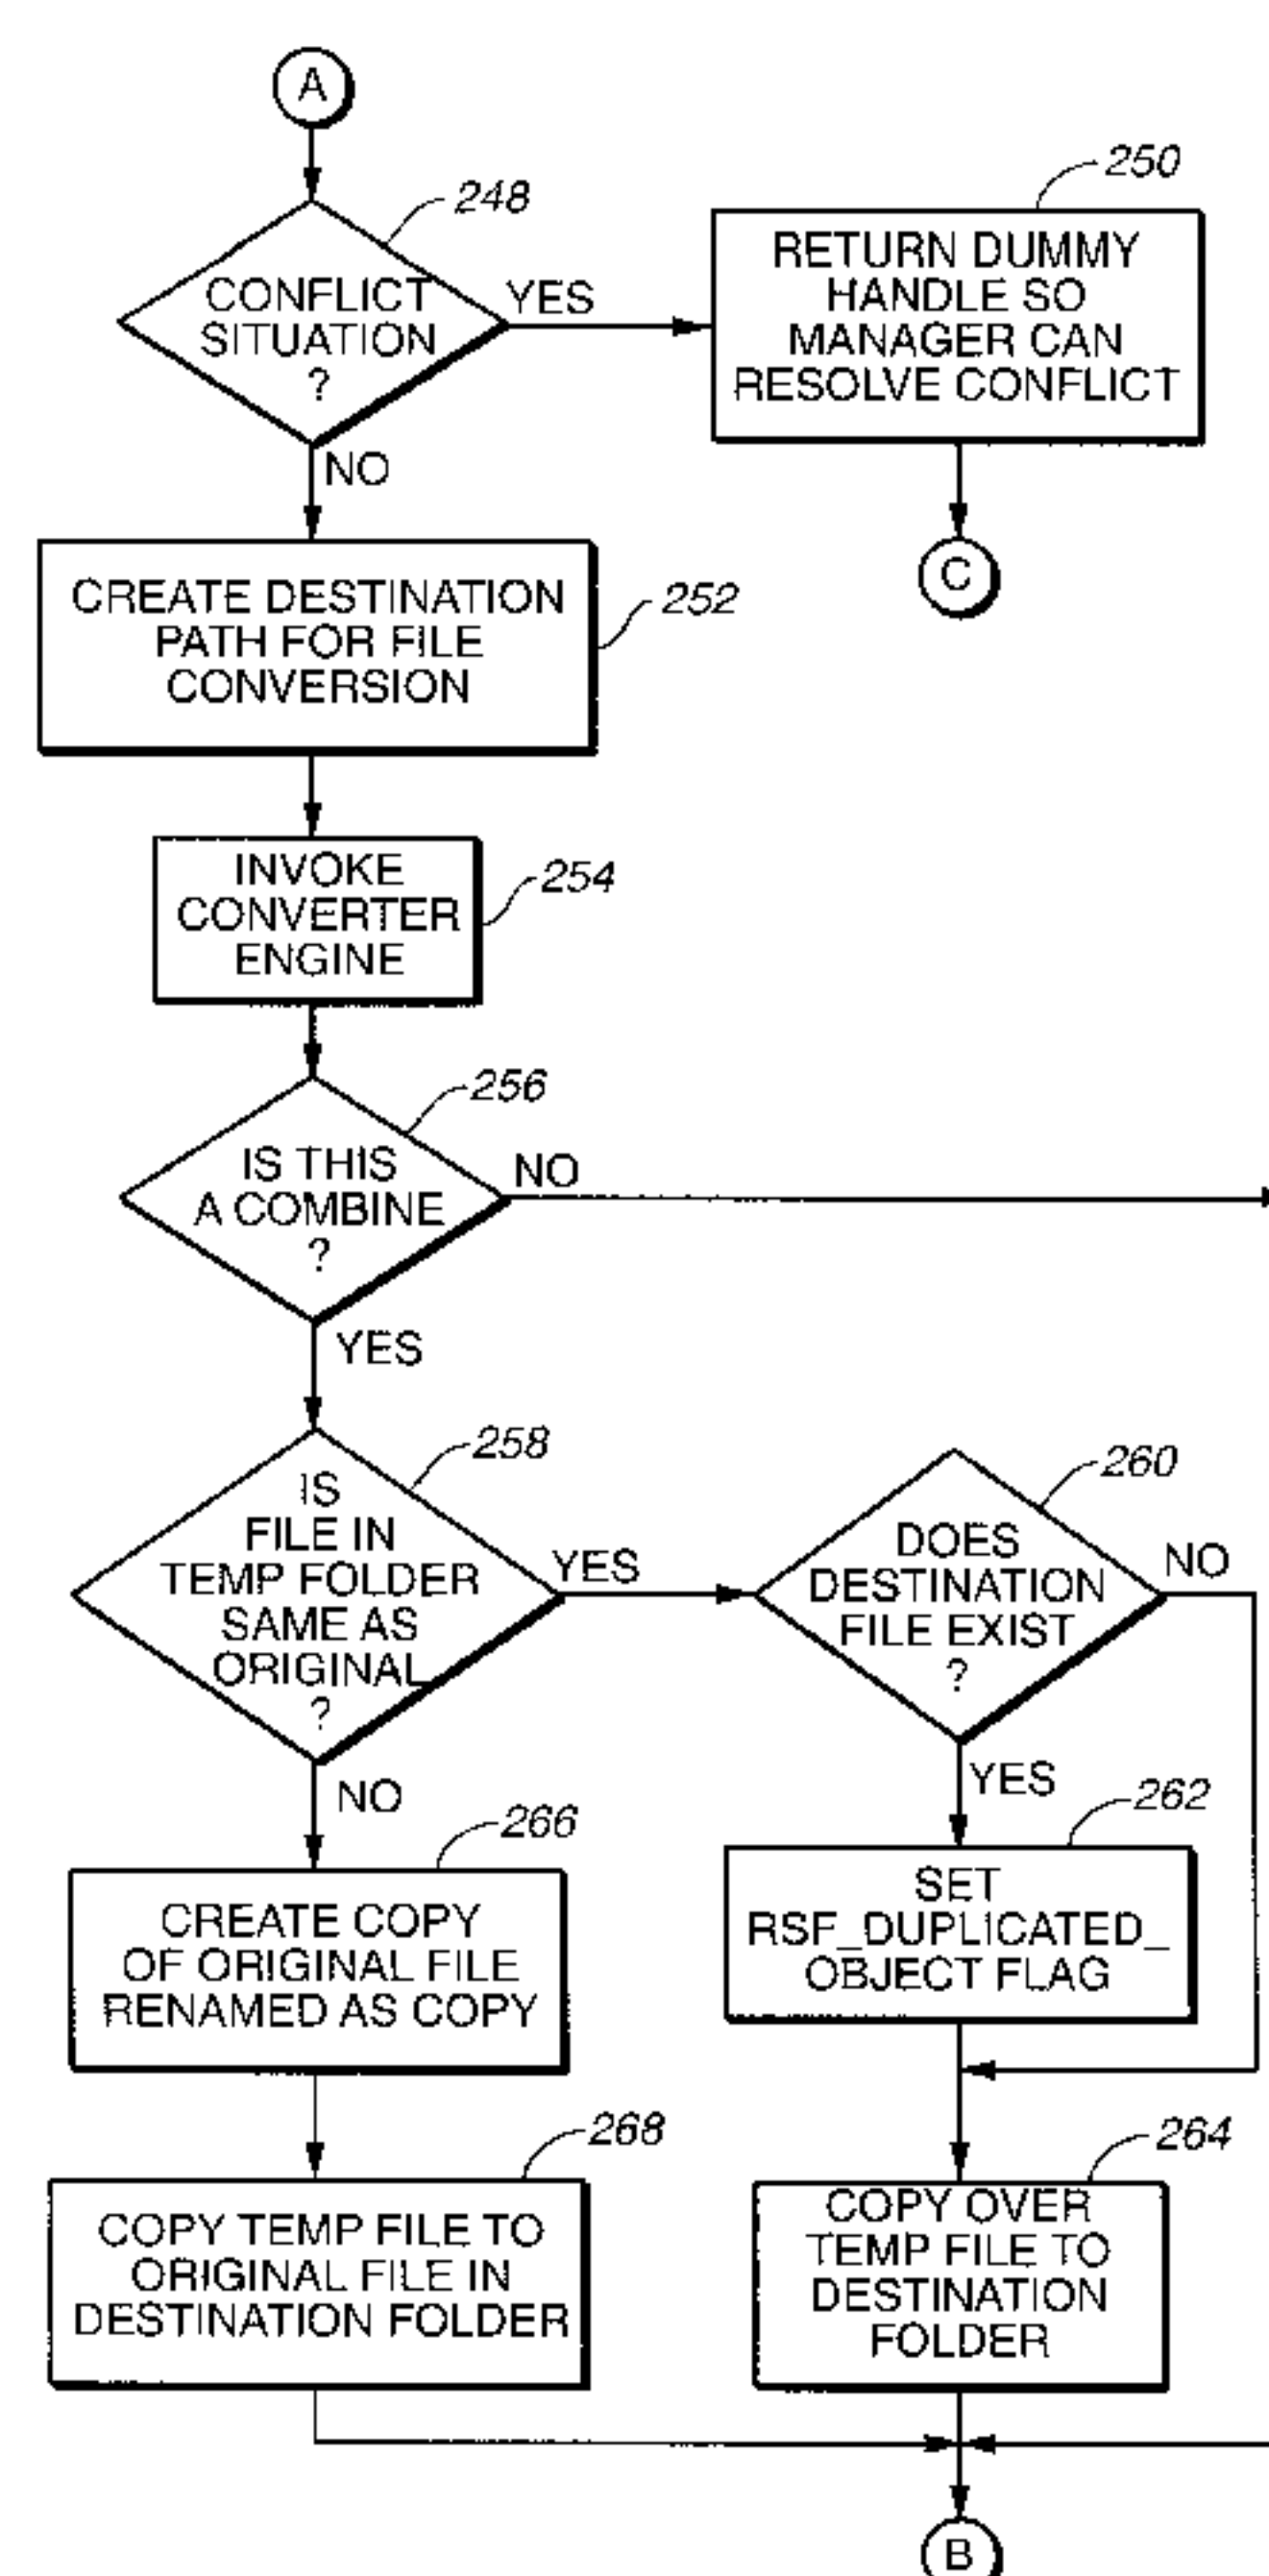 A
248
CONFLICT
SITUATION
?
YES
NO
250
RETURN DUMMY
HANDLE SO
MANAGER CAN
RESOLVE CONFLICT
C
CREATE DESTINATION
PATH FOR FILE
CONVERSION
252
INVOKE
CONVERTER
ENGINE
254
256
IS THIS
A COMBINE
?
NO
YES
258
IS
FILE IN
TEMP FOLDER
SAME AS
ORIGINAL
?
YES
NO
260
DOES
DESTINATION
FILE EXIST
?
NO
YES
262
SET
RSF_DUPLICATED_
OBJECT FLAG
266
CREATE COPY
OF ORIGINAL FILE
RENAMED AS COPY
268
COPY TEMP FILE TO
ORIGINAL FILE IN
DESTINATION FOLDER
264
COPY OVER
TEMP FILE TO
DESTINATION
FOLDER
B